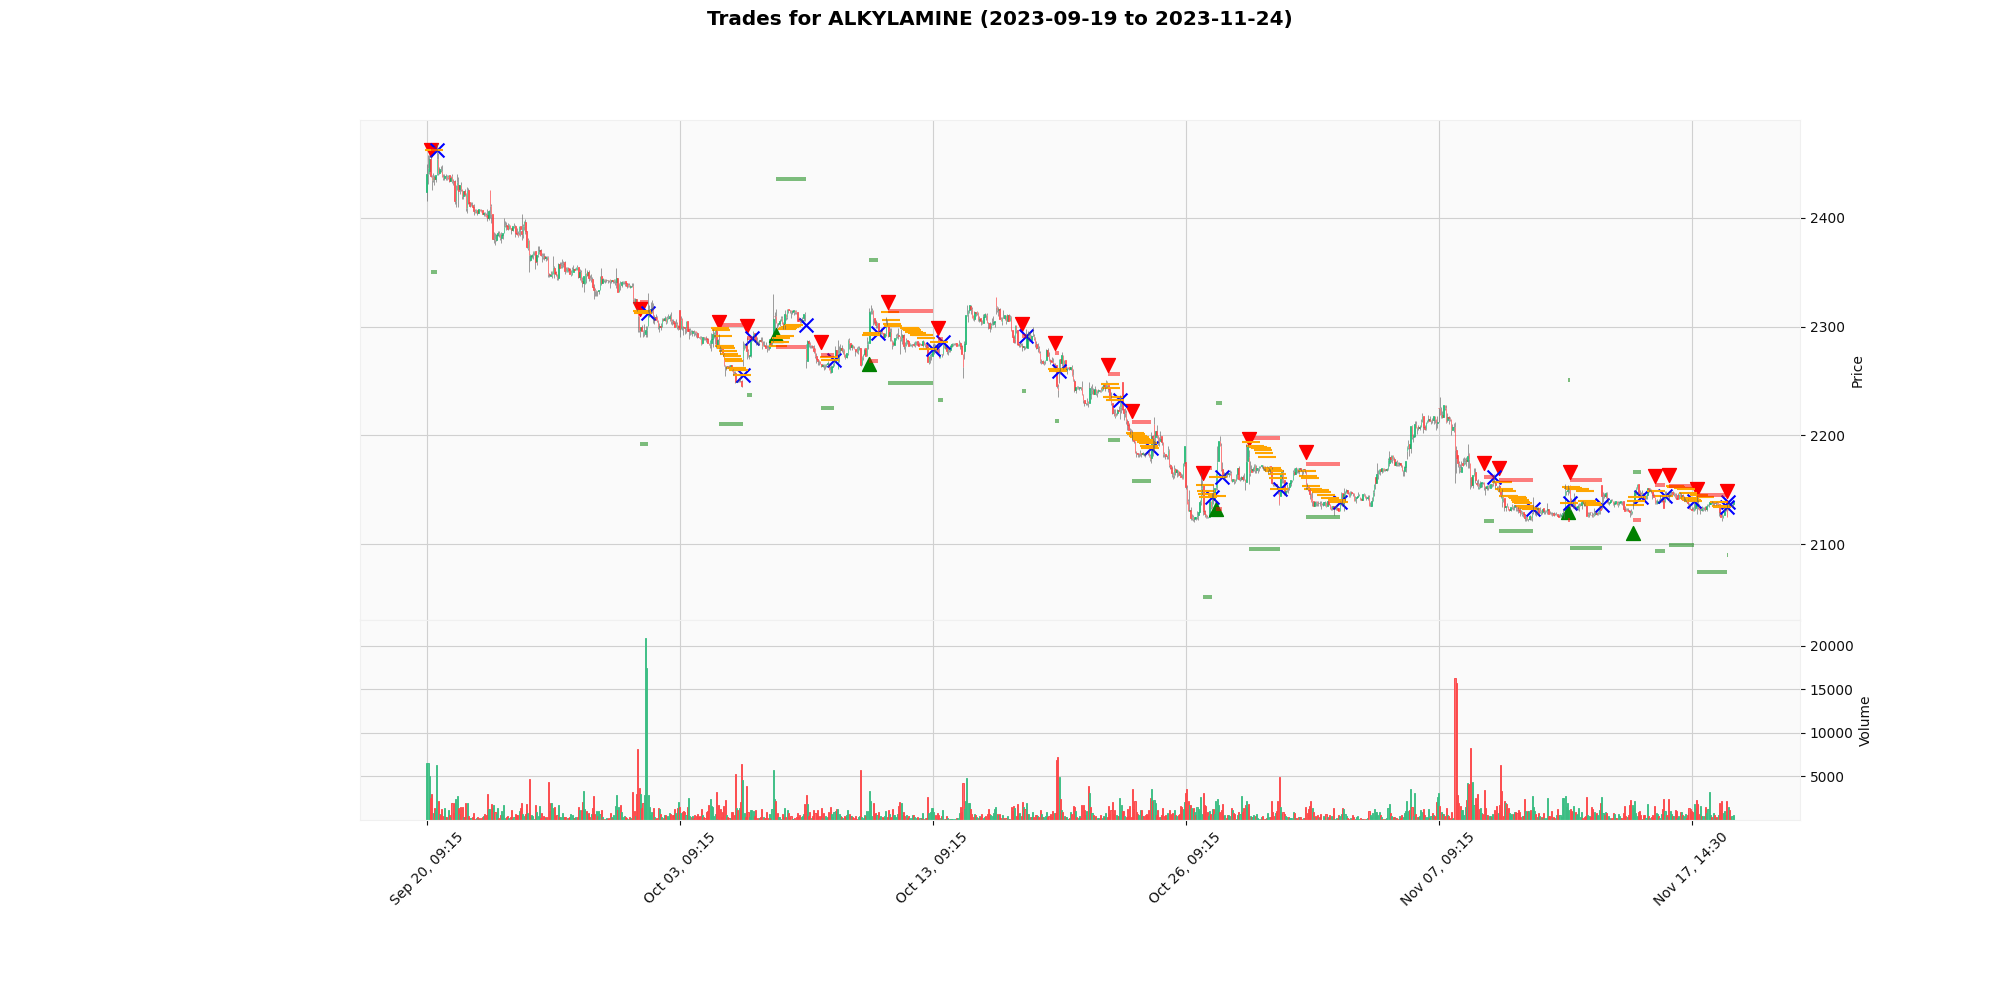 Trades for ALKYLAMINE (2023-09-19 to 2023-11-24)
2400
2300
2200
2100
Price
20000
15000
10000
5000
Volume
Sep 20, 09:15
Oct 03, 09:15
Oct 13, 09:15
Oct 26, 09:15
Nov 07, 09:15
Nov 17, 14:30